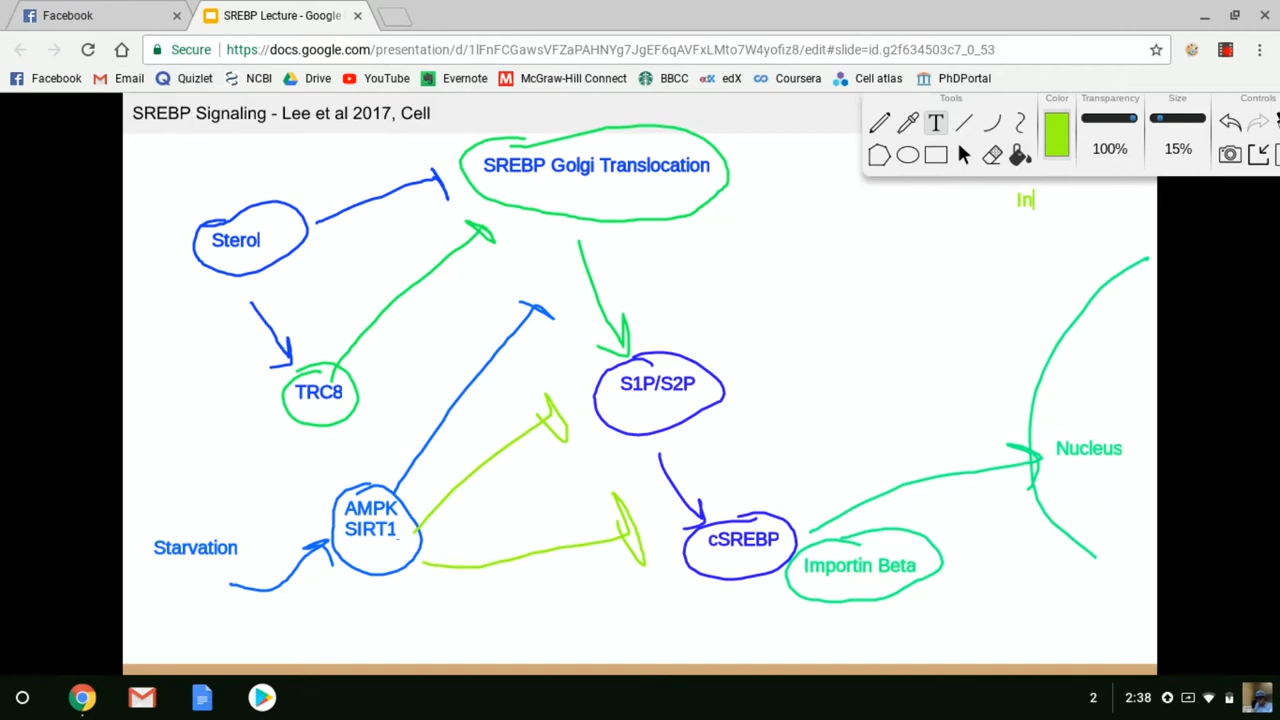 Facebook
SREBP Lecture - Google
Secure
https://docs.google.com/presentation/d/1lFnFCGawsVFZaPAHNYg7JgEF6qAVFxLMto7W4yofiz8/edit#slide=id.g2f634503c7_0_53
Facebook Email Quizlet NCBI Drive YouTube Evernote McGraw-Hill Connect BBCC edX Coursera Cell atlas PhDPortal
Tools Color Transparency Size Controls
T
100% 15%
SREBP Signaling - Lee et al 2017, Cell
SREBP Golgi Translocation
In
Sterol
TRC8
S1P/S2P
Nucleus
AMPK
SIRT1
Starvation
cSREBP
Importin Beta
2 2:38